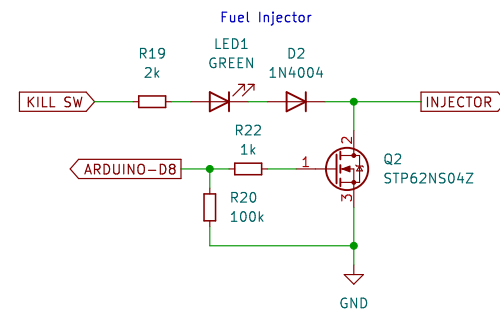 Fuel Injector
LED1
GREEN
D2
1N4004
R19
2k
KILL SW
INJECTOR
R22
1k
2
Q2
STP62NS04Z
ARDUINO-D8
1
R20
100k
3
GND